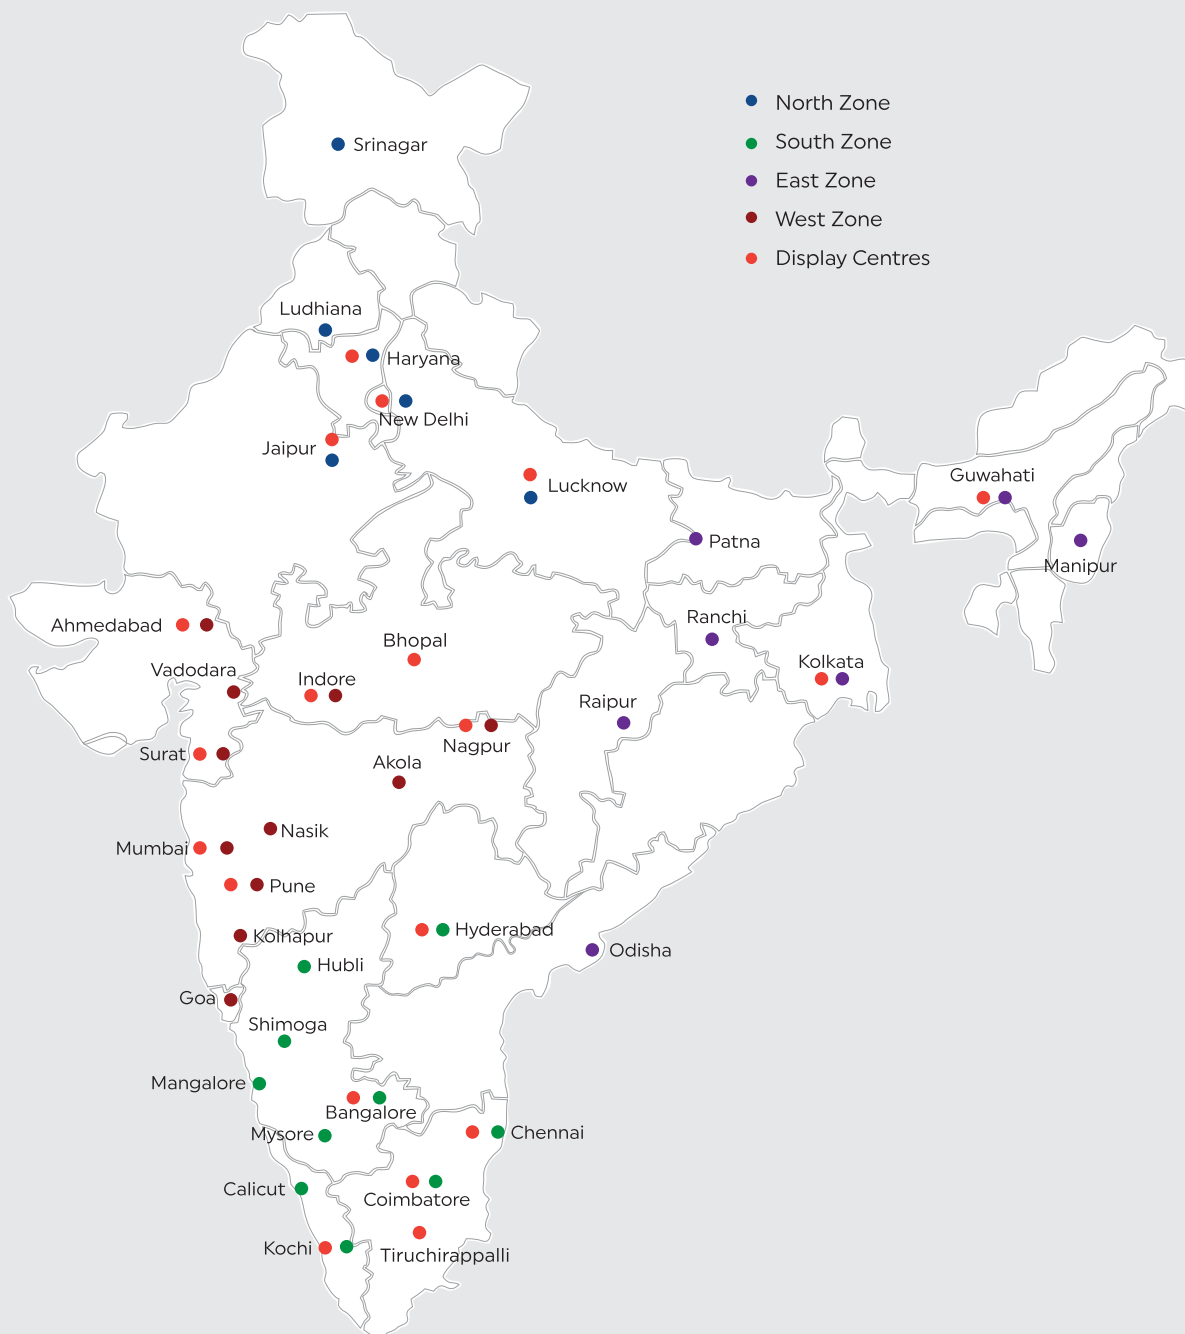 North Zone
South Zone
East Zone
West Zone
Display Centres
Srinagar
Ludhiana
Haryana
New Delhi
Jaipur
Lucknow
Guwahati
Patna
Manipur
Ranchi
Ahmedabad
Bhopal
Kolkata
Vadodara
Indore
Raipur
Nagpur
Surat
Akola
Nasik
Mumbai
Pune
Hyderabad
Kolhapur
Odisha
Hubli
Goa
Shimoga
Mangalore
Bangalore
Mysore
Chennai
Calicut
Coimbatore
Kochi
Tiruchirappalli